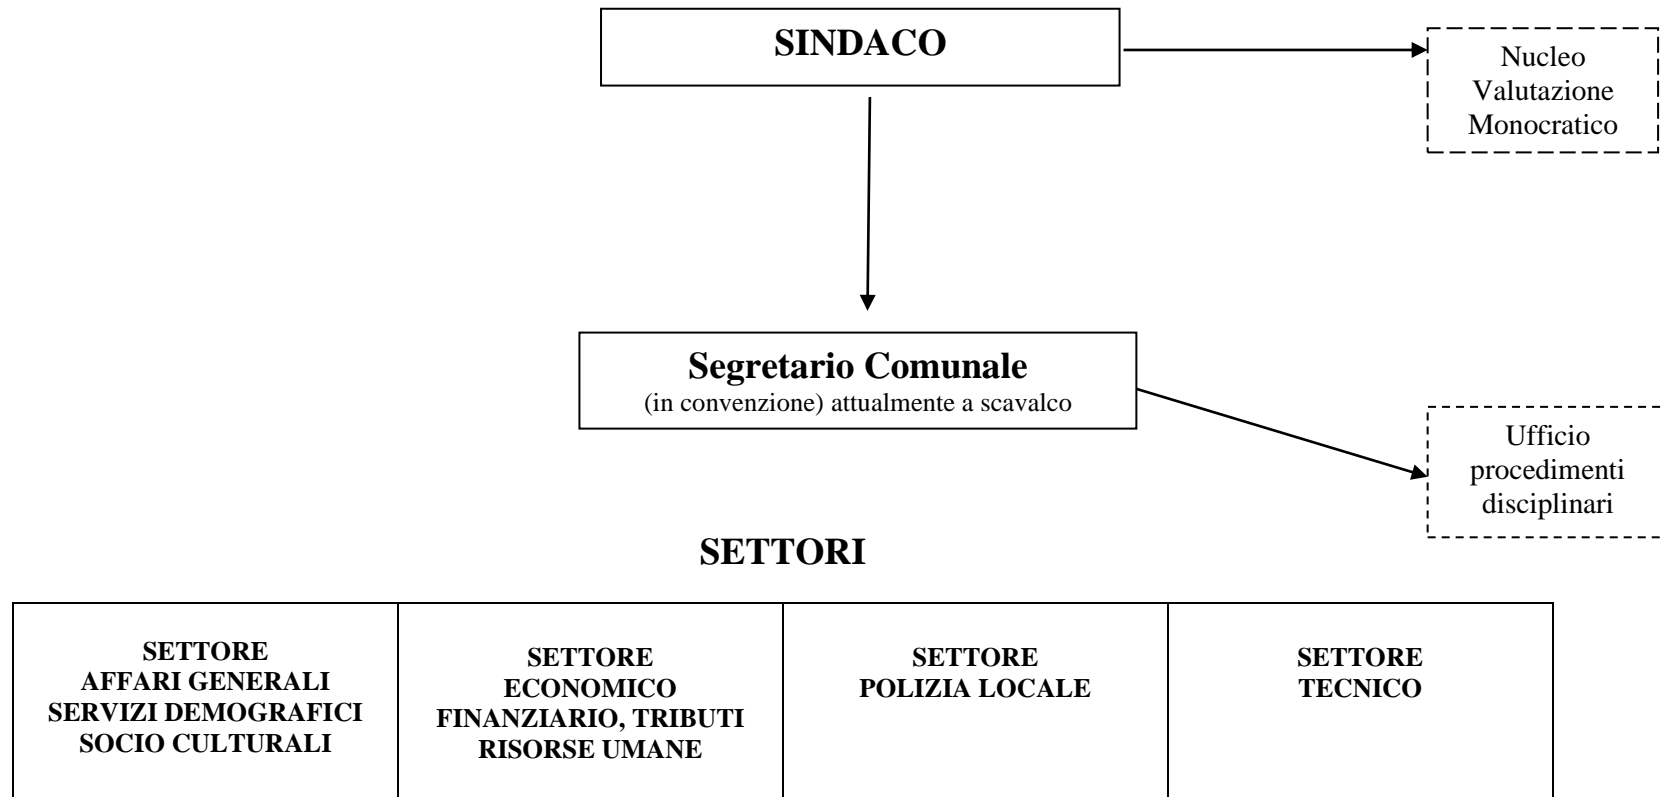 SINDACO
Nucleo
Valutazione
Monocratico
Segretario Comunale
(in convenzione) attualmente a scavalco
Ufficio
procedimenti
disciplinari
SETTORI
SETTORE
AFFARI GENERALI
SERVIZI DEMOGRAFICI
SOCIO CULTURALI
SETTORE
ECONOMICO
FINANZIARIO, TRIBUTI
RISORSE UMANE
SETTORE
POLIZIA LOCALE
SETTORE
TECNICO